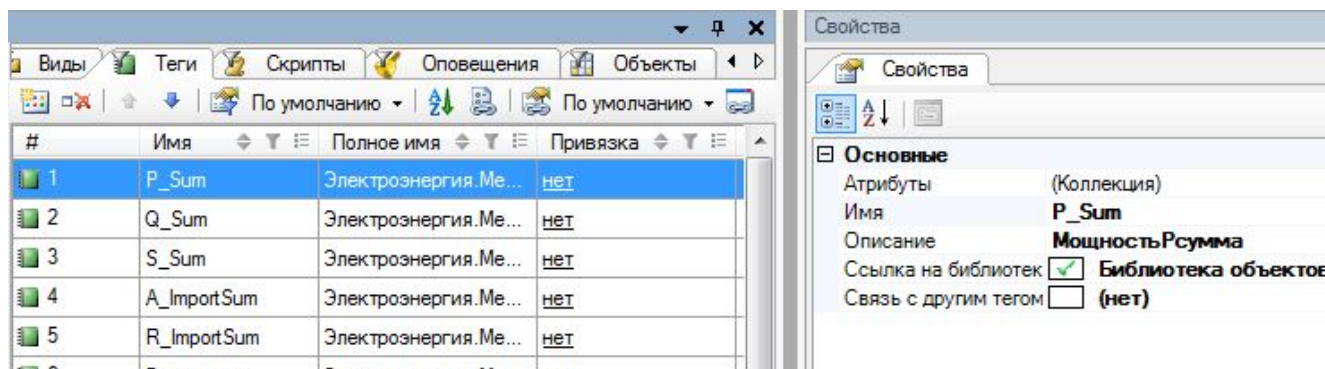 Свойства
Виды Теги Скрипты Оповещения Объекты
Свойства
По умолчанию По умолчанию
# Имя Полное имя Привязка
Основные
1 P_Sum Электроэнергия.Ме... нет
Атрибуты (Коллекция)
Имя P_Sum
2 Q_Sum Электроэнергия.Ме... нет
Описание МощностьPсумма
3 S_Sum Электроэнергия.Ме... нет
Ссылка на библиотек Библиотека объектов
4 A_ImportSum Электроэнергия.Ме... нет
Связь с другим тегом (нет)
5 R_ImportSum Электроэнергия.Ме... нет